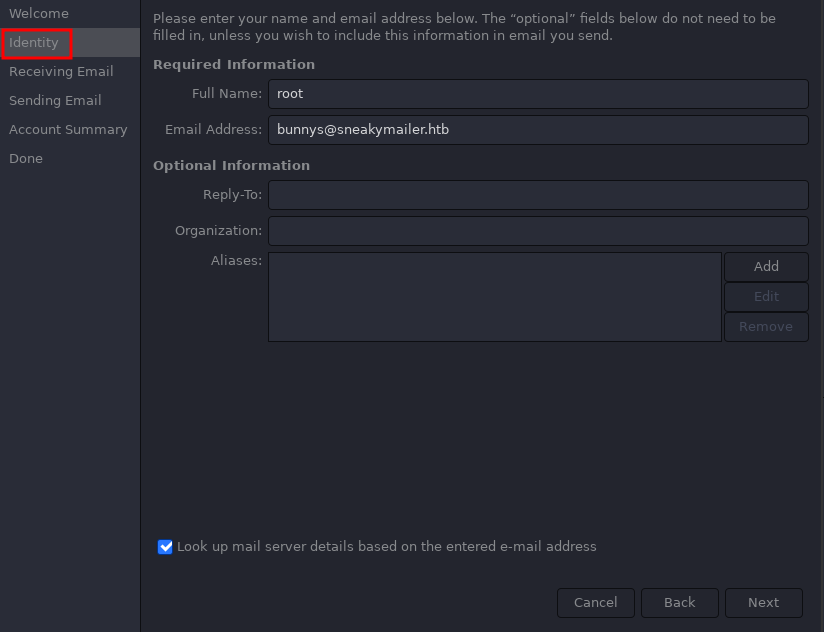 Welcome
Identity
Receiving Email
Sending Email
Account Summary
Done
Please enter your name and email address below. The “optional” fields below do not need to be
filled in, unless you wish to include this information in email you send.
Required Information
Full Name: root
Email Address: bunnys@sneakymailer.htb
Optional Information
Reply-To:
Organization:
Aliases:
Add
Edit
Remove
Look up mail server details based on the entered e-mail address
Cancel Back Next